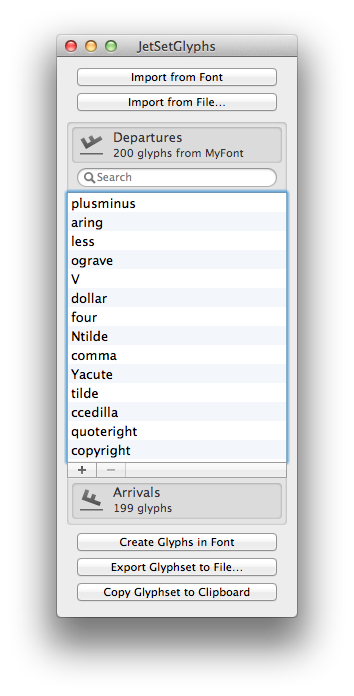 JetSetGlyphs
Import from Font
Import from File...
Departures
200 glyphs from MyFont
Search
plusminus
aring
less
ograve
V
dollar
four
Ntilde
comma
Yacute
tilde
ccedilla
quoteright
copyright
+ −
Arrivals
199 glyphs
Create Glyphs in Font
Export Glyphset to File...
Copy Glyphset to Clipboard